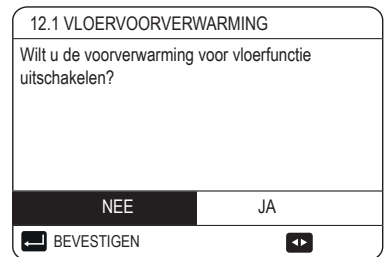 12.1 VLOERVOORVERWARMING
Wilt u de voorverwarming voor vloerfunctie
uitschakelen?
NEE JA
BEVESTIGEN